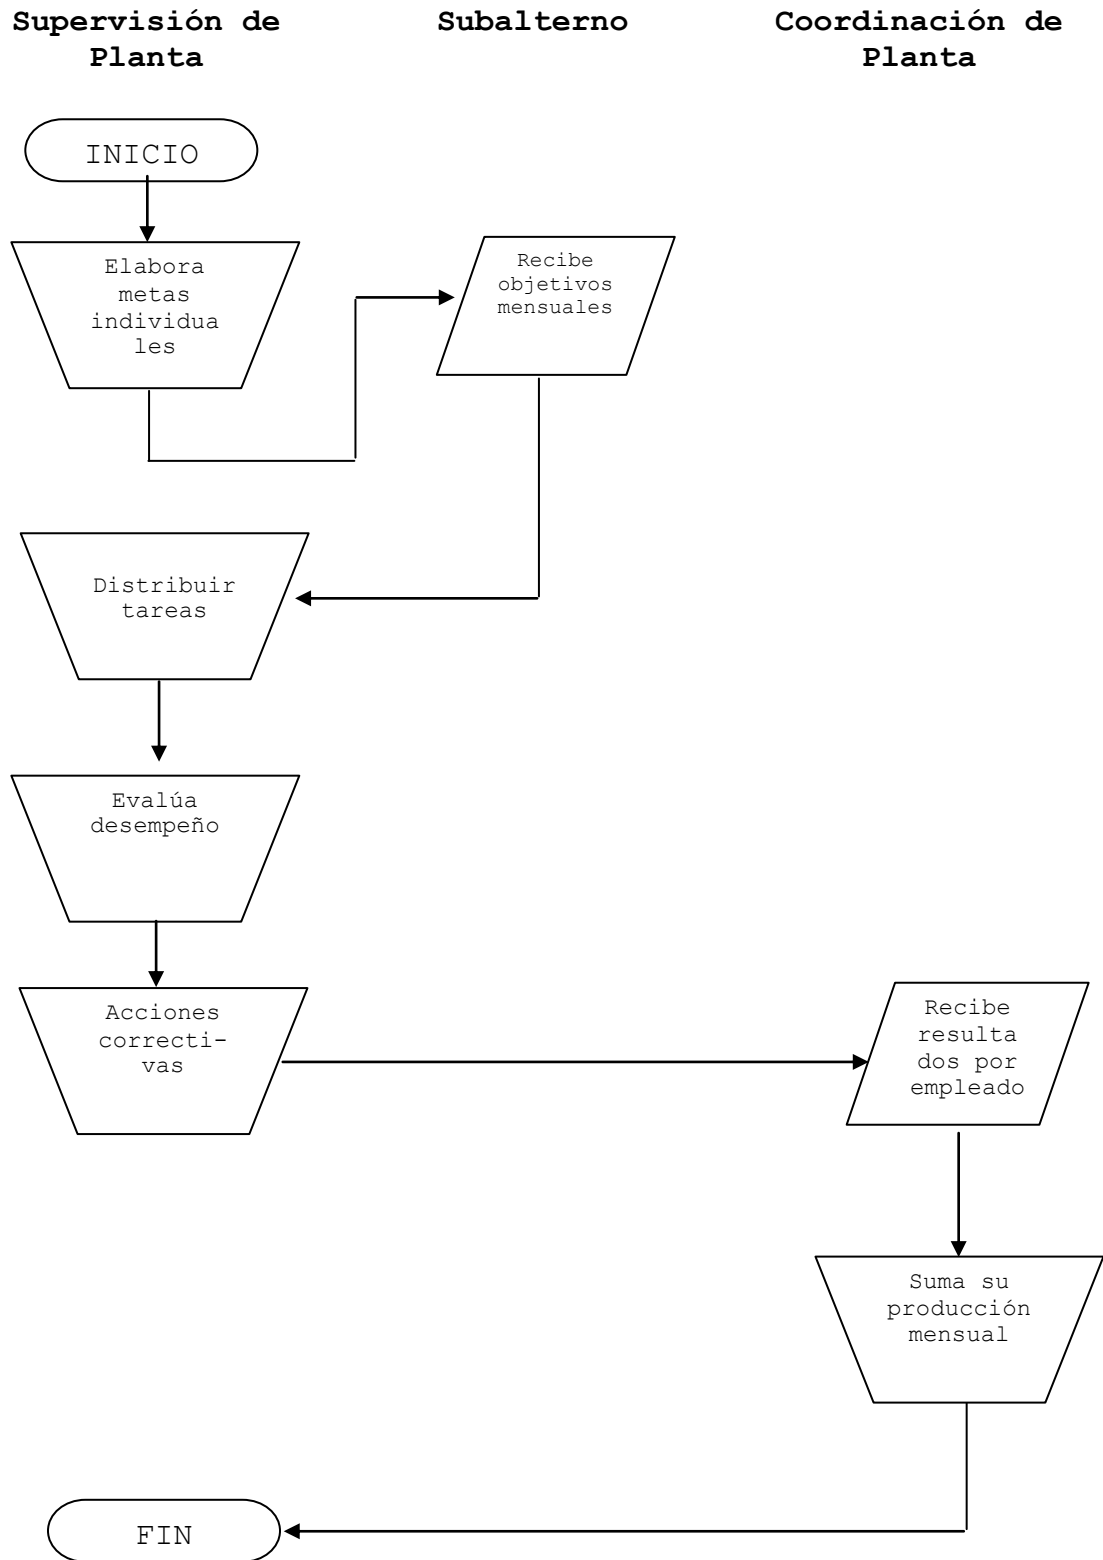 Supervisión de
Planta
Subalterno
Coordinación de
Planta
INICIO
Elabora
metas
individua
les
Recibe
objetivos
mensuales
Distribuir
tareas
Evalúa
desempeño
Acciones
correcti-
vas
Recibe
resulta
dos por
empleado
Suma su
producción
mensual
FIN